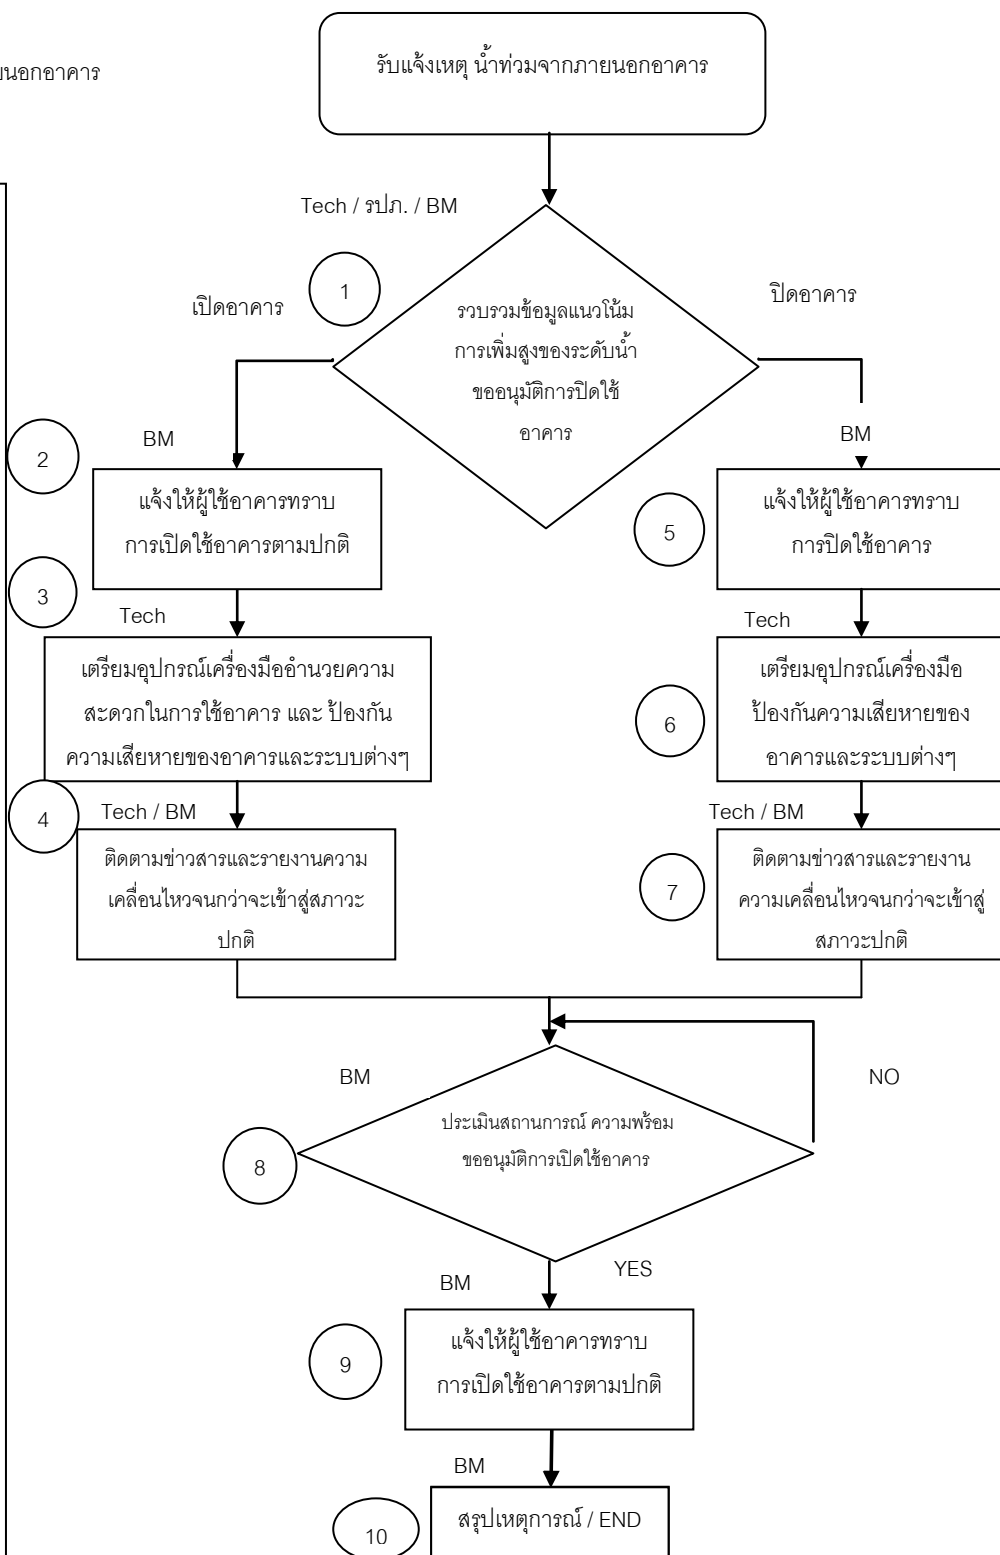 รับแจ้งเหตุ น้ำท่วมจากภายนอกอาคาร
นอกอาคาร
Tech / รปภ. / BM
1
เปิดอาคาร
ปิดอาคาร
รวบรวมข้อมูลแนวโน้ม
การเพิ่มสูงของระดับน้ำ
ขออนุมัติการปิดใช้
อาคาร
BM
2
แจ้งให้ผู้ใช้อาคารทราบ
การเปิดใช้อาคารตามปกติ
BM
5
แจ้งให้ผู้ใช้อาคารทราบ
การปิดใช้อาคาร
3
Tech
เตรียมอุปกรณ์เครื่องมืออำนวยความ
สะดวกในการใช้อาคาร และ ป้องกัน
ความเสียหายของอาคารและระบบต่างๆ
Tech
6
เตรียมอุปกรณ์เครื่องมือ
ป้องกันความเสียหายของ
อาคารและระบบต่างๆ
4
Tech / BM
ติดตามข่าวสารและรายงานความ
เคลื่อนไหวจนกว่าจะเข้าสู่สภาวะ
ปกติ
Tech / BM
7
ติดตามข่าวสารและรายงาน
ความเคลื่อนไหวจนกว่าจะเข้าสู่
สภาวะปกติ
BM
NO
8
ประเมินสถานการณ์ ความพร้อม
ขออนุมัติการเปิดใช้อาคาร
YES
BM
9
แจ้งให้ผู้ใช้อาคารทราบ
การเปิดใช้อาคารตามปกติ
BM
10
สรุปเหตุการณ์ / END